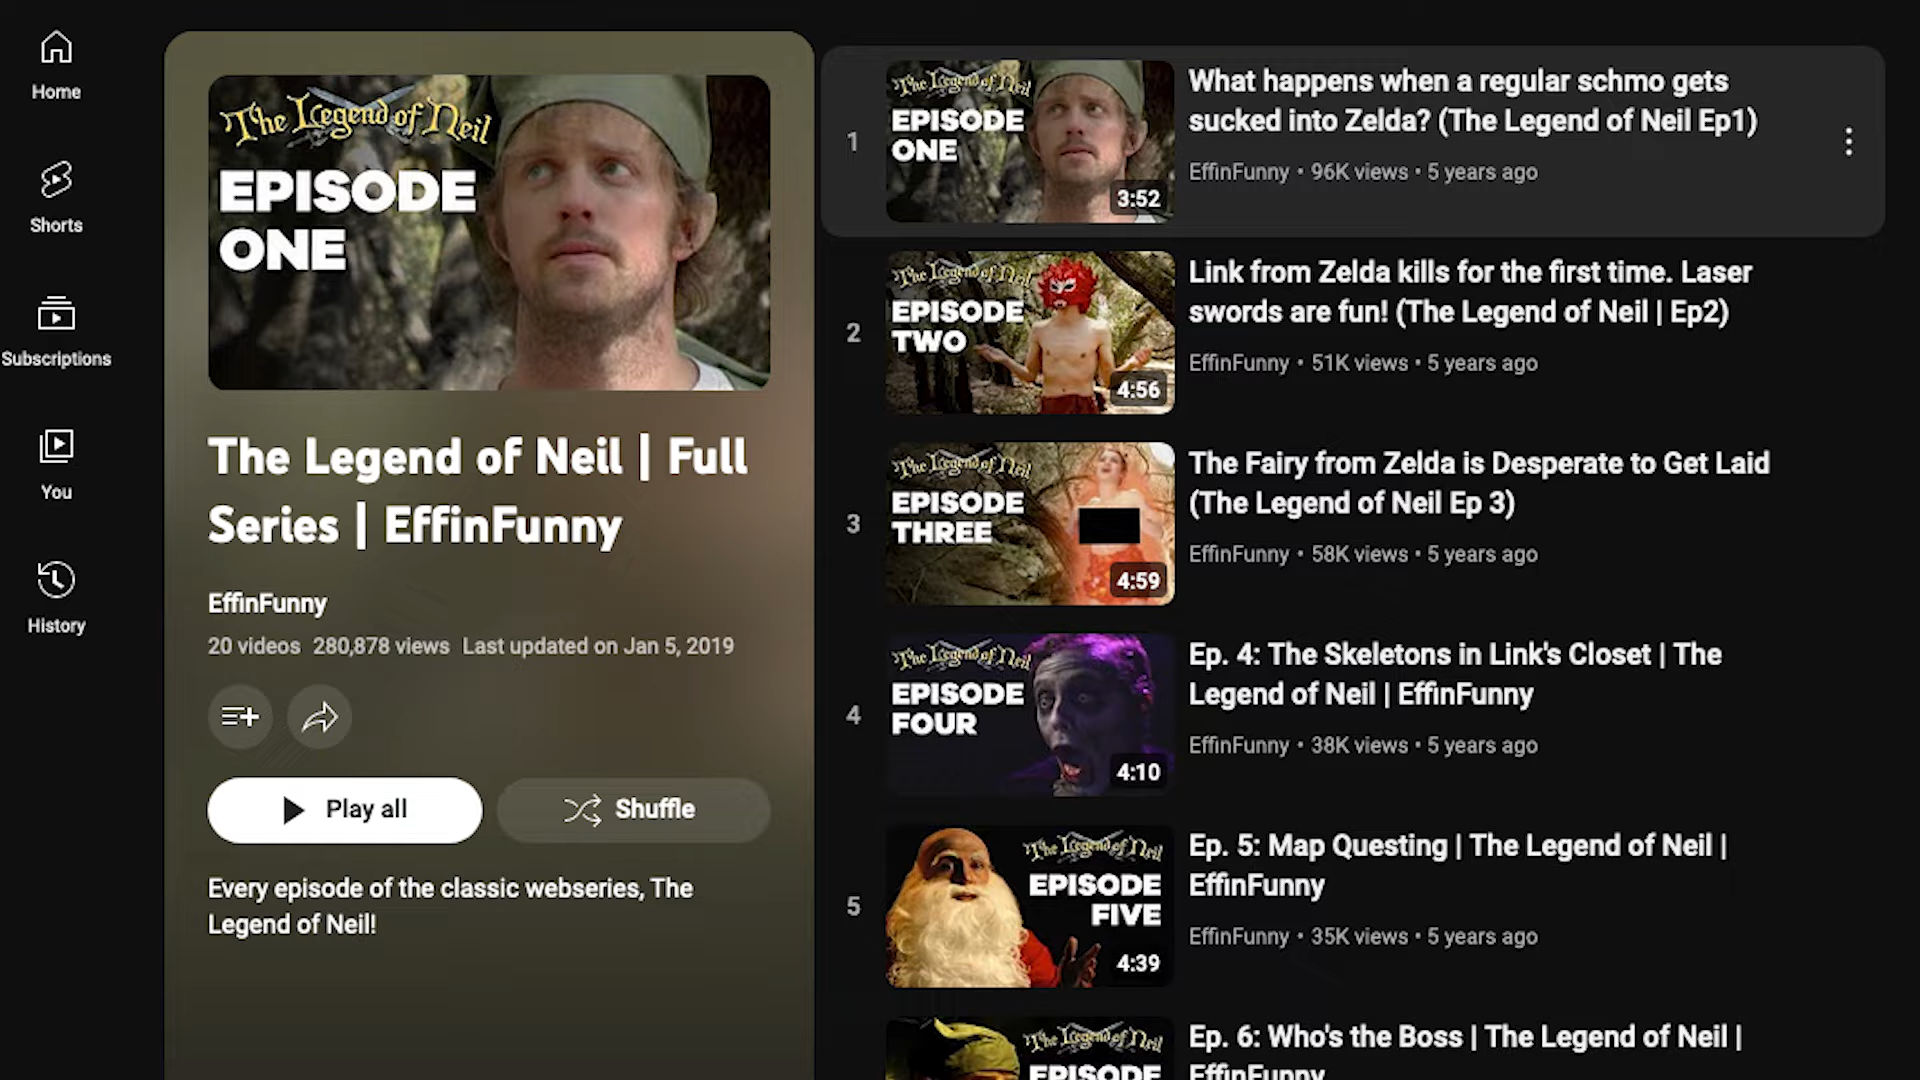 Home
Shorts
Subscriptions
You
History
The Legend of Neil
EPISODE
ONE
The Legend of Neil | Full
Series | EffinFunny
EffinFunny
20 videos 280,878 views Last updated on Jan 5, 2019
Play all
Shuffle
Every episode of the classic webseries, The
Legend of Neil!
1
The Legend of Neil
EPISODE
ONE
3:52
What happens when a regular schmo gets
sucked into Zelda? (The Legend of Neil Ep1)
EffinFunny • 96K views • 5 years ago
2
The Legend of Neil
EPISODE
TWO
4:56
Link from Zelda kills for the first time. Laser
swords are fun! (The Legend of Neil | Ep2)
EffinFunny • 51K views • 5 years ago
3
The Legend of Neil
EPISODE
THREE
4:59
The Fairy from Zelda is Desperate to Get Laid
(The Legend of Neil Ep 3)
EffinFunny • 58K views • 5 years ago
4
The Legend of Neil
EPISODE
FOUR
4:10
Ep. 4: The Skeletons in Link's Closet | The
Legend of Neil | EffinFunny
EffinFunny • 38K views • 5 years ago
5
The Legend of Neil
EPISODE
FIVE
4:39
Ep. 5: Map Questing | The Legend of Neil |
EffinFunny
EffinFunny • 35K views • 5 years ago
The Legend of Neil
EPISODE
Ep. 6: Who's the Boss | The Legend of Neil |
EffinFunny